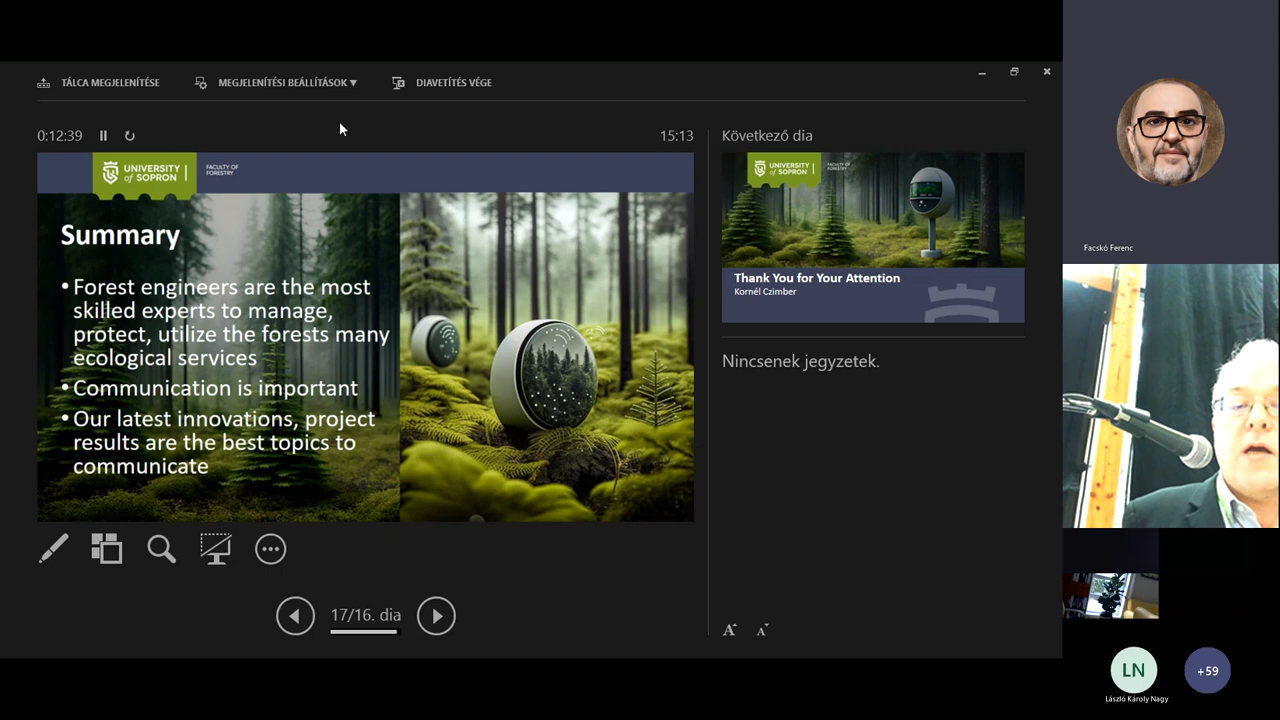 TÁLCA MEGJELENÍTÉSE
MEGJELENÍTÉSI BEÁLLÍTÁSOK
DIAVETÍTÉS VÉGE
0:12:39
15:13
UNIVERSITY
of SOPRON
FACULTY OF
FORESTRY
Summary
• Forest engineers are the most
skilled experts to manage,
protect, utilize the forests many
ecological services
• Communication is important
• Our latest innovations, project
results are the best topics to
communicate
17/16. dia
Következő dia
UNIVERSITY
of SOPRON
FACULTY OF
FORESTRY
Thank You for Your Attention
Kornél Czimber
Nincsenek jegyzetek.
A
A
Facskó Ferenc
LN
+59
László Károly Nagy